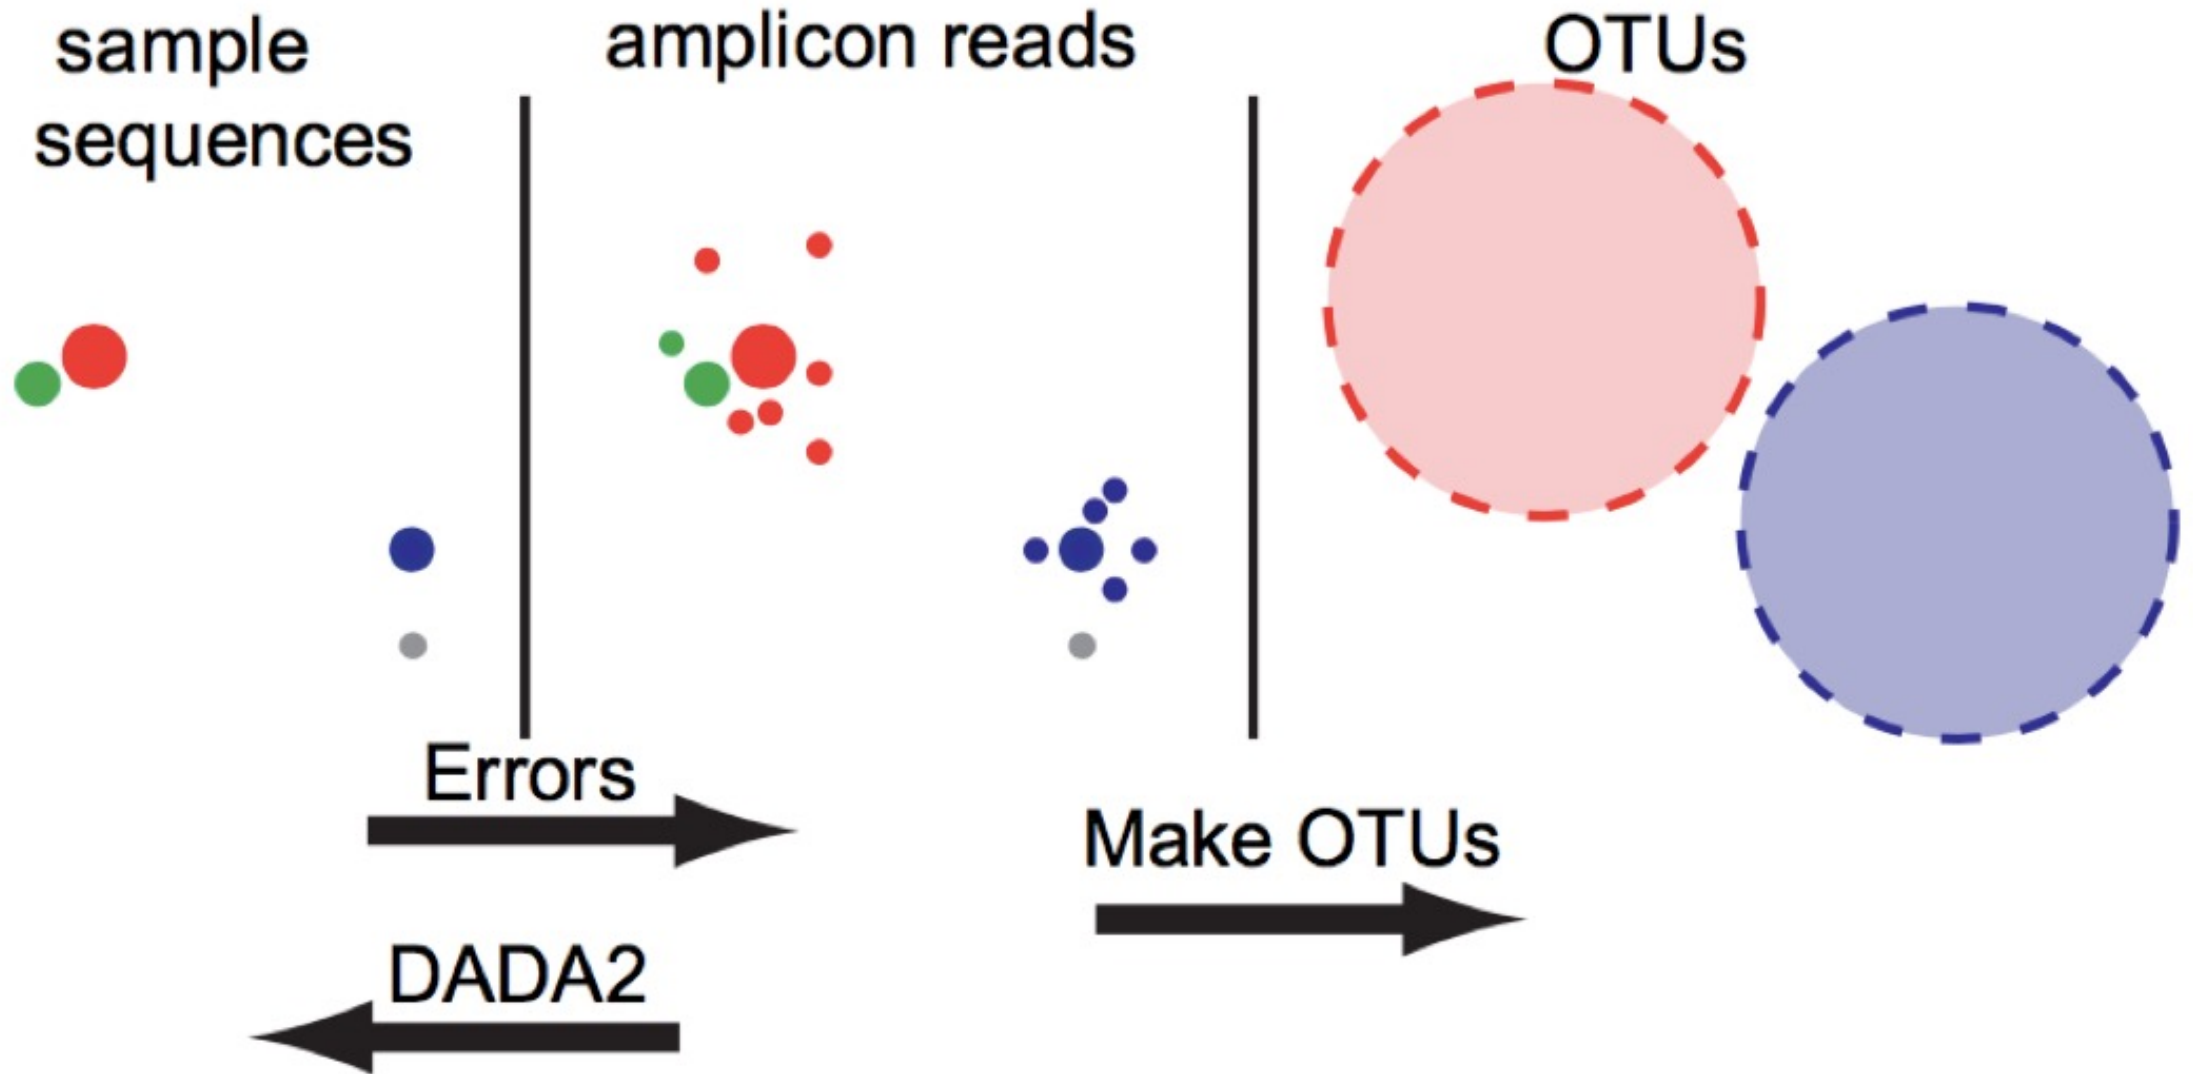 sample
sequences
amplicon reads
OTUs
Errors
Make OTUs
DADA2